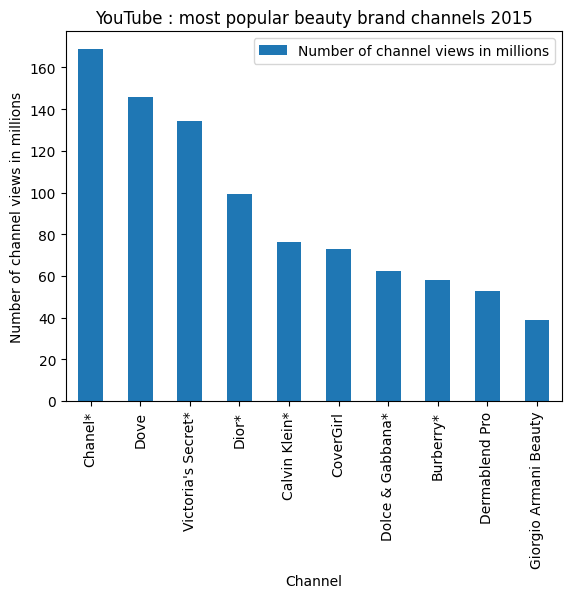 YouTube : most popular beauty brand channels 2015
Number of channel views in millions
Number of channel views in millions
160
140
120
100
80
60
40
20
0
Chanel*
Dove
Victoria's Secret*
Dior*
Calvin Klein*
CoverGirl
Dolce & Gabbana*
Burberry*
Dermablend Pro
Giorgio Armani Beauty
Channel